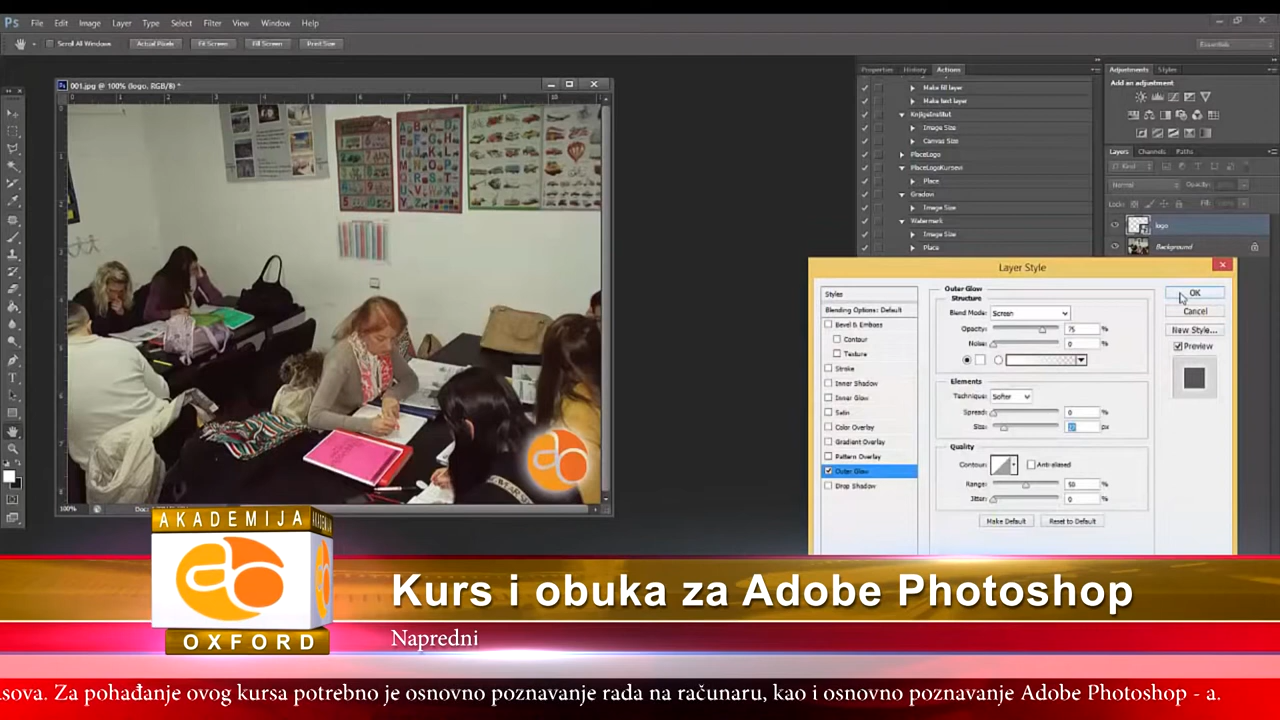 Ps File Edit Image Layer Type Select Filter View Window Help
Scroll All Windows Actual Pixels Fit Screen Fill Screen Print Size
Essentials
001.jpg @ 100% (logo, RGB/8) *
100%
Properties History Actions
Make fill layer
Make text layer
KnjigeInstitut
Image Size
Canvas Size
PlaceLogo
PlaceLogoKursevi
Place
Gradow
Image Size
Watermark
Image Size
Place
Adjustments Styles
Add an adjustment
Layers Channels Paths
Kind
Normal Opacity:
Lock: Fill:
logo
Background
Layer Style
Styles
Blending Options: Default
Bevel & Emboss
Contour
Texture
Stroke
Inner Shadow
Inner Glow
Satin
Color Overlay
Gradient Overlay
Pattern Overlay
Outer Glow
Drop Shadow
Outer Glow
Structure
Blend Mode: Screen
Opacity: 75 %
Noise: 0 %
Elements
Technique: Softer
Spread: 0 %
Size: px
Quality
Contour: Anti-aliased
Range: 50 %
Jitter: 0 %
Make Default Reset to Default
OK
Cancel
New Style...
Preview
AKADEMIJA
ab
OXFORD
Kurs i obuka za Adobe Photoshop
Napredni
asova. Za pohađanje ovog kursa potrebno je osnovno poznavanje rada na računaru, kao i osnovno poznavanje Adobe Photoshop - a.